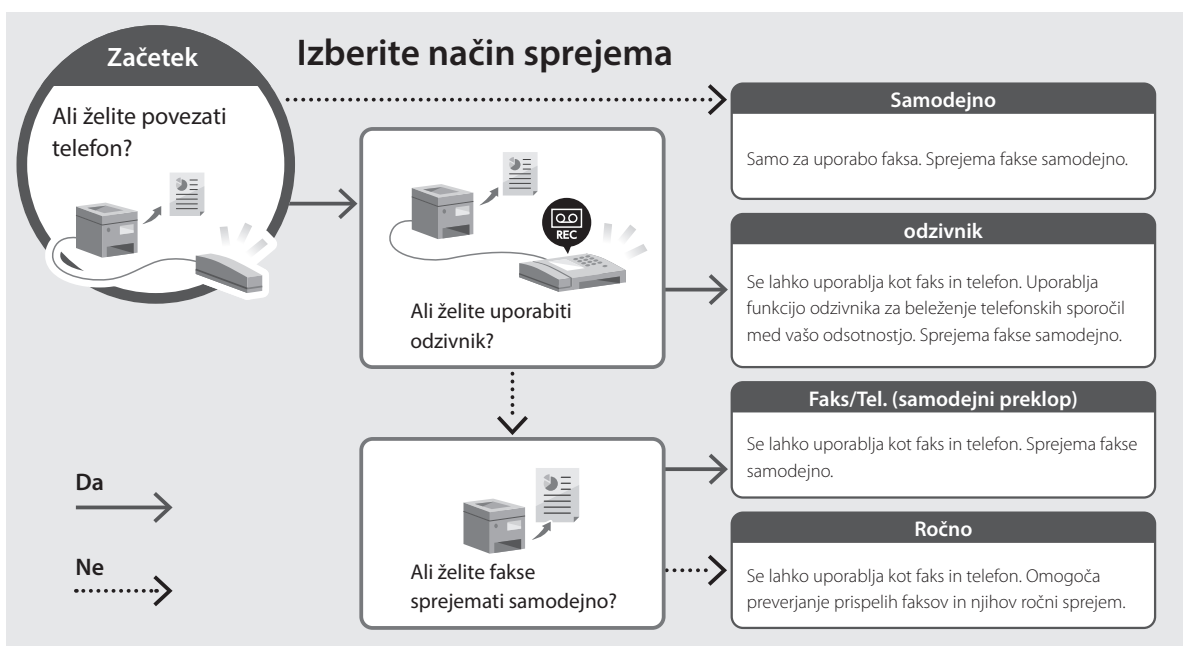 Izberite način sprejema
Začetek
Ali želite povezati
telefon?
REC
Ali želite uporabiti
odzivnik?
Ali želite fakse
sprejemati samodejno?
Samodejno
Samo za uporabo faksa. Sprejema fakse samodejno.
odzivnik
Se lahko uporablja kot faks in telefon. Uporablja
funkcijo odzivnika za beleženje telefonskih sporočil
med vašo odsotnostjo. Sprejema fakse samodejno.
Faks/Tel. (samodejni preklop)
Se lahko uporablja kot faks in telefon. Sprejema fakse
samodejno.
Ročno
Se lahko uporablja kot faks in telefon. Omogoča
preverjanje prispelih faksov in njihov ročni sprejem.
Da
Ne